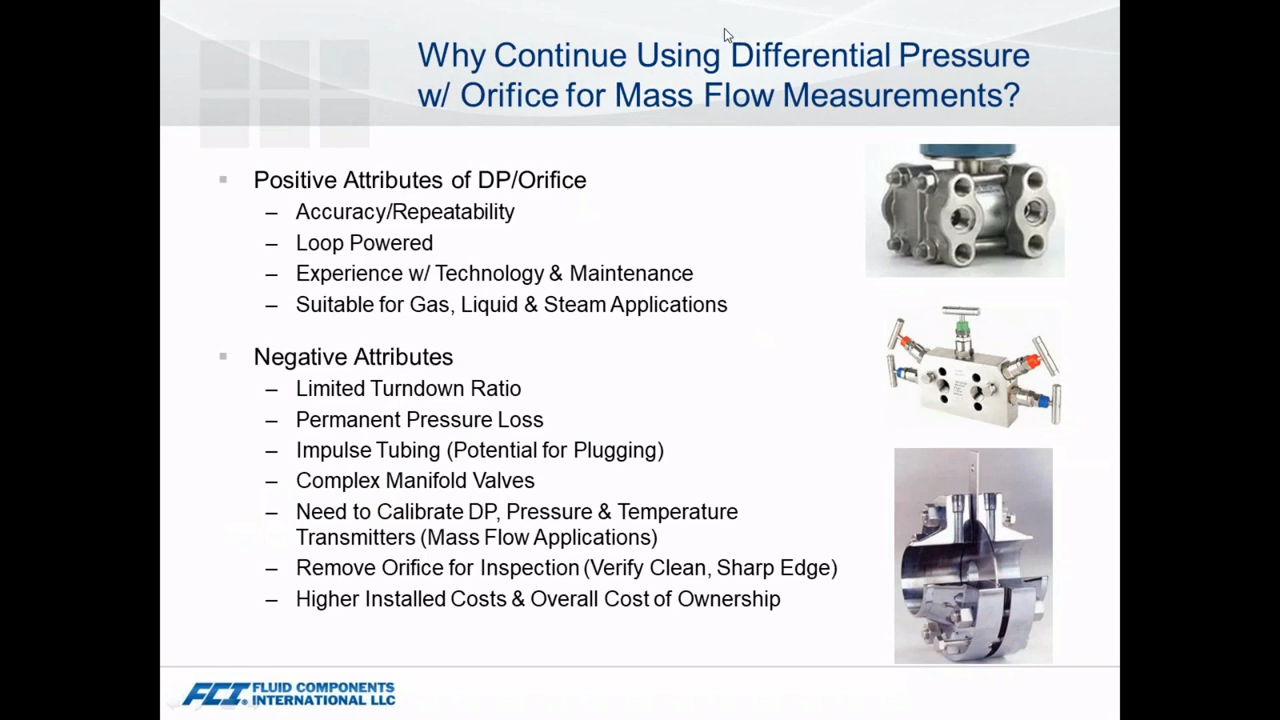 Why Continue Using Differential Pressure
w/ Orifice for Mass Flow Measurements?
▪ Positive Attributes of DP/Orifice
– Accuracy/Repeatability
– Loop Powered
– Experience w/ Technology & Maintenance
– Suitable for Gas, Liquid & Steam Applications
▪ Negative Attributes
– Limited Turndown Ratio
– Permanent Pressure Loss
– Impulse Tubing (Potential for Plugging)
– Complex Manifold Valves
– Need to Calibrate DP, Pressure & Temperature
Transmitters (Mass Flow Applications)
– Remove Orifice for Inspection (Verify Clean, Sharp Edge)
– Higher Installed Costs & Overall Cost of Ownership
FCI. FLUID COMPONENTS
INTERNATIONAL LLC